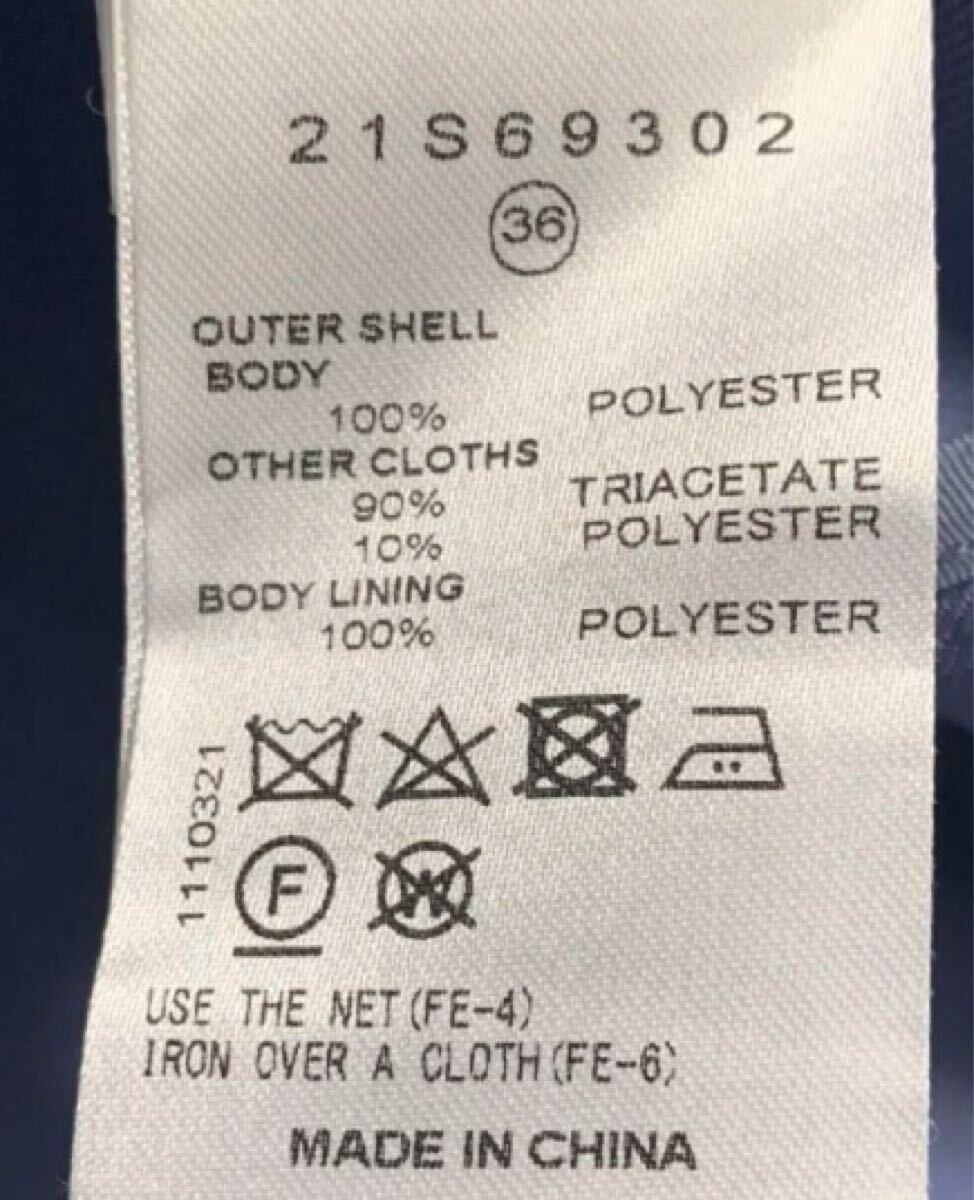 21S69302
36
OUTER SHELL
BODY
100% POLYESTER
OTHER CLOTHS
90% TRIACETATE
10% POLYESTER
BODY LINING
100% POLYESTER
1110321
F W
USE THE NET(FE-4)
IRON OVER A CLOTH(FE-6)
MADE IN CHINA